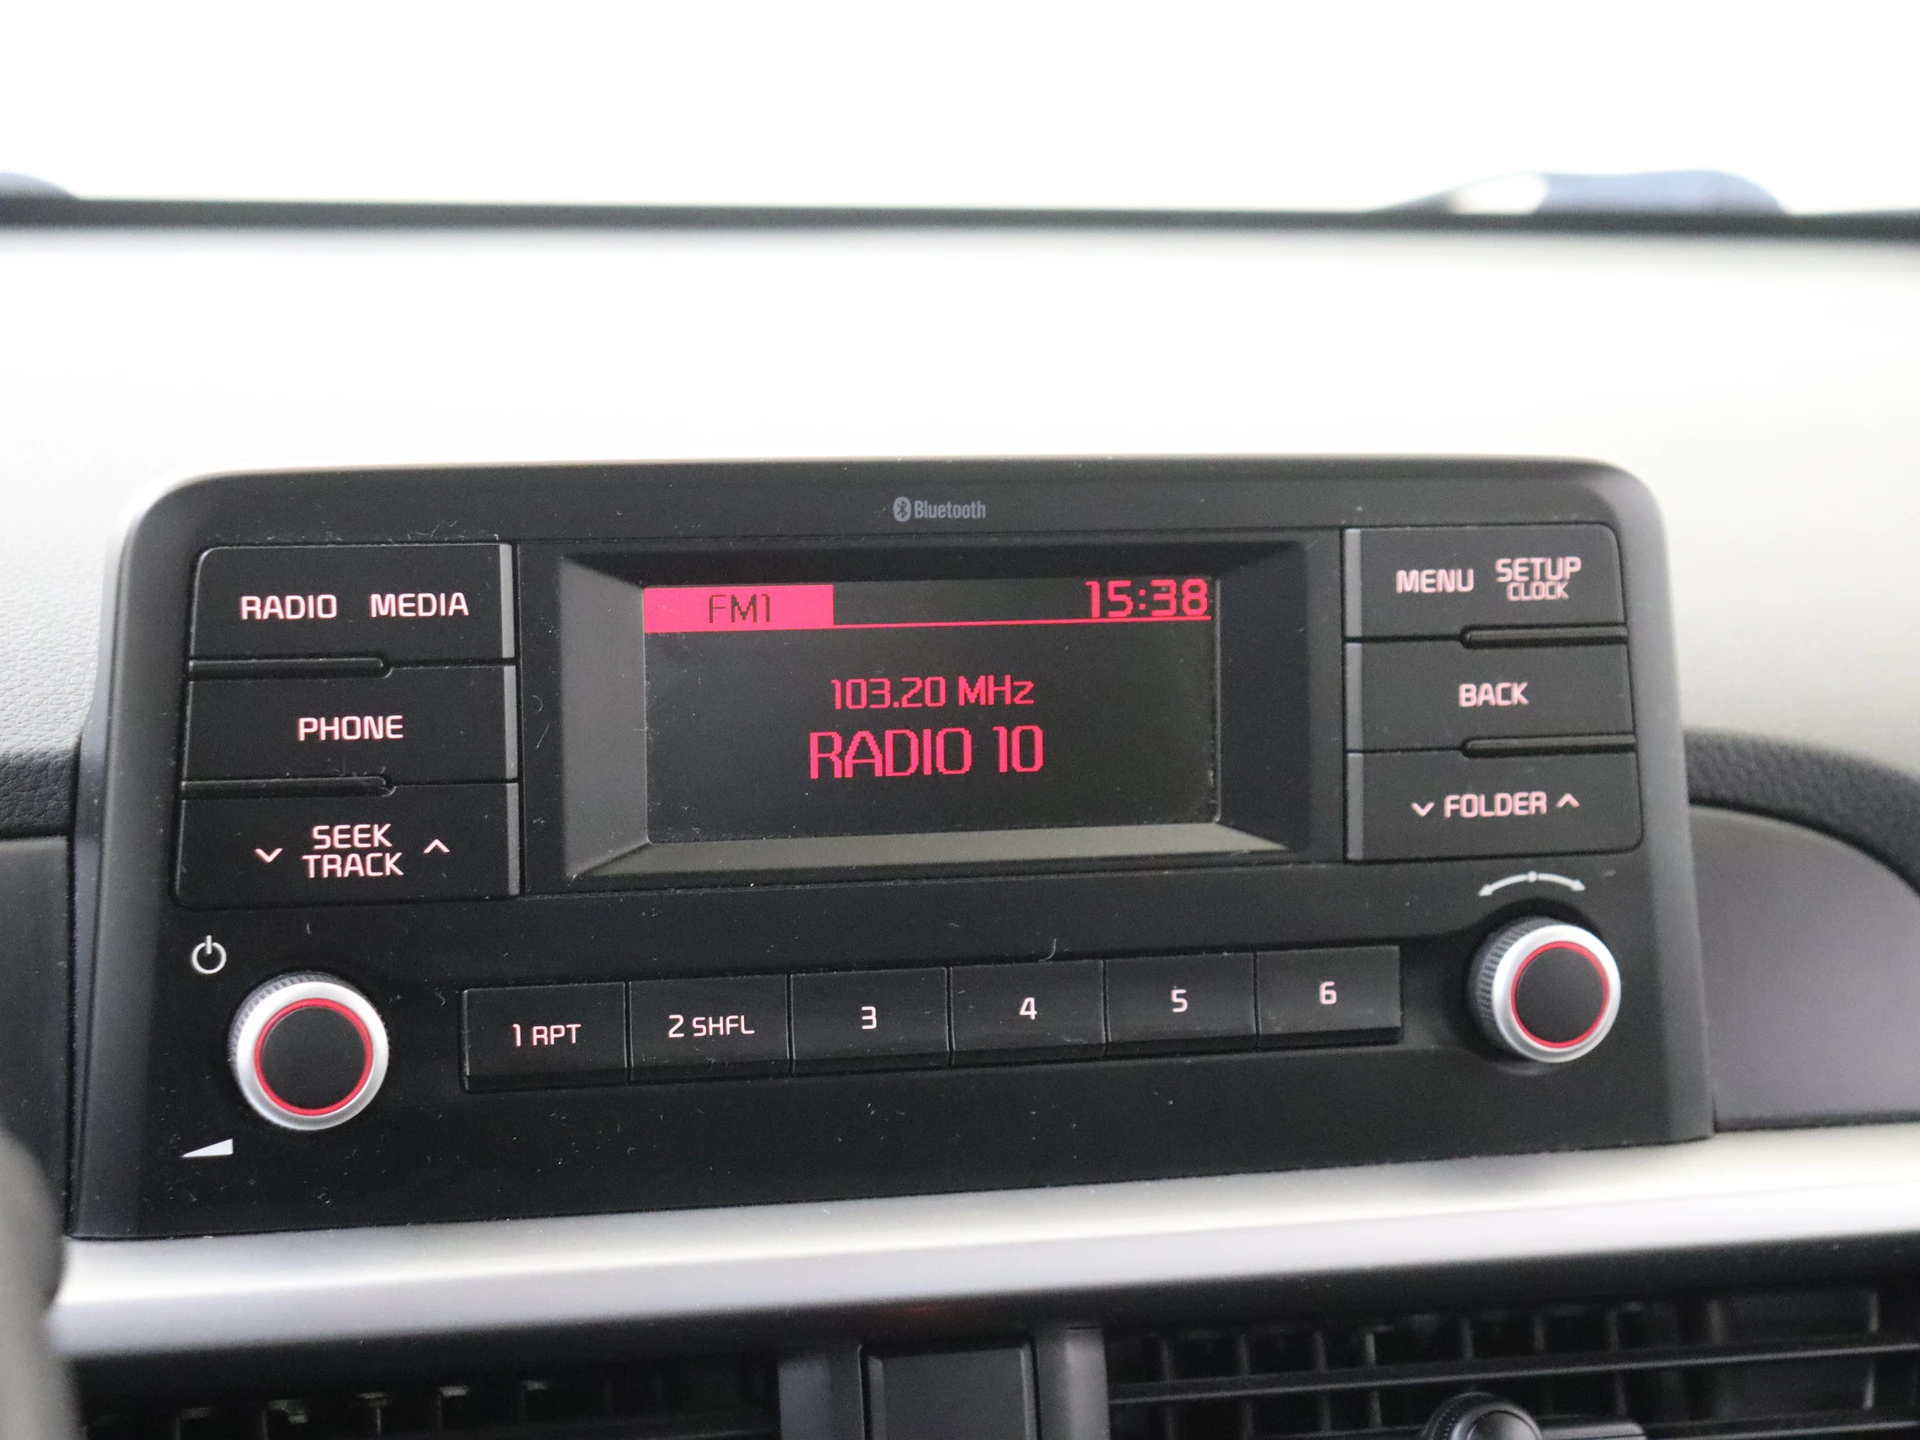 Bluetooth
RADIO MEDIA
PHONE
SEEK
TRACK
FM1 15:38
103.20 MHz
RADIO 10
MENU SETUP
CLOCK
BACK
FOLDER
1 RPT 2 SHFL 3 4 5 6